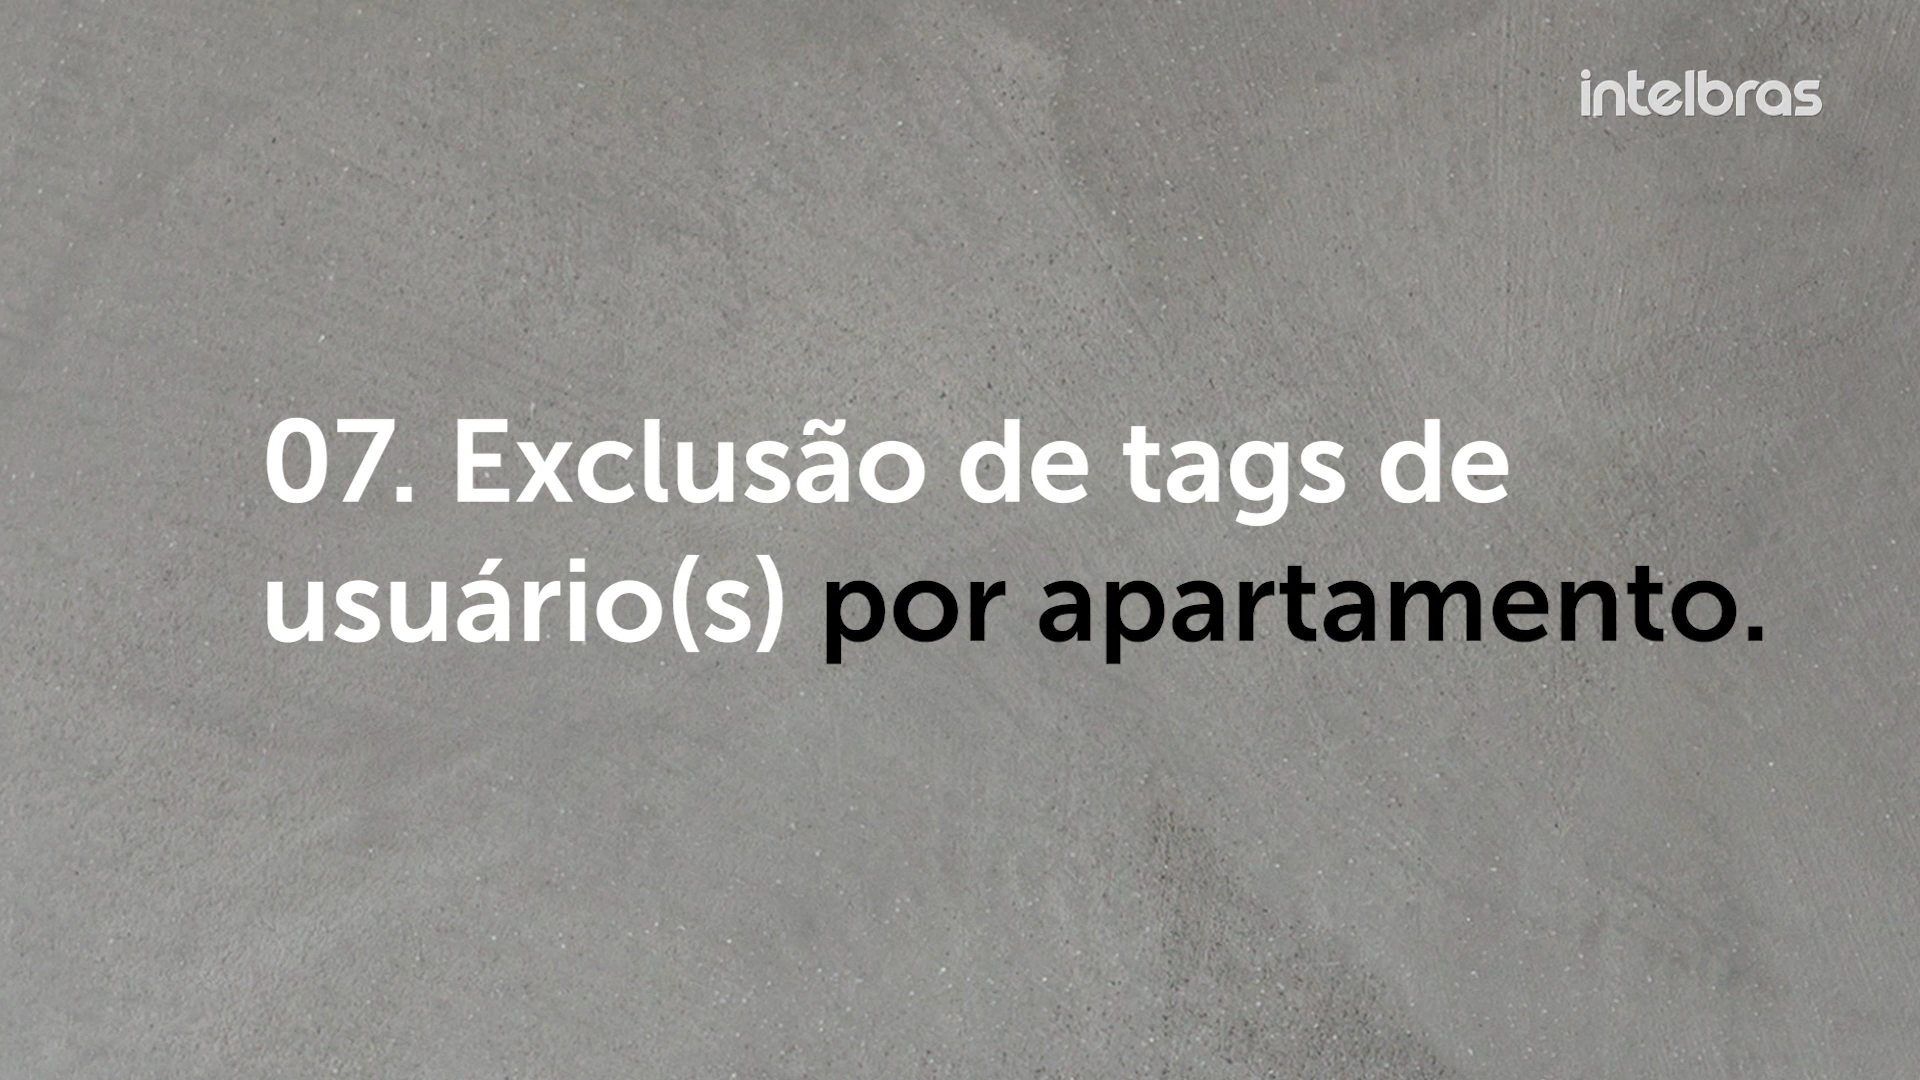 intelbras
07. Exclusão de tags de
usuário(s) por apartamento.